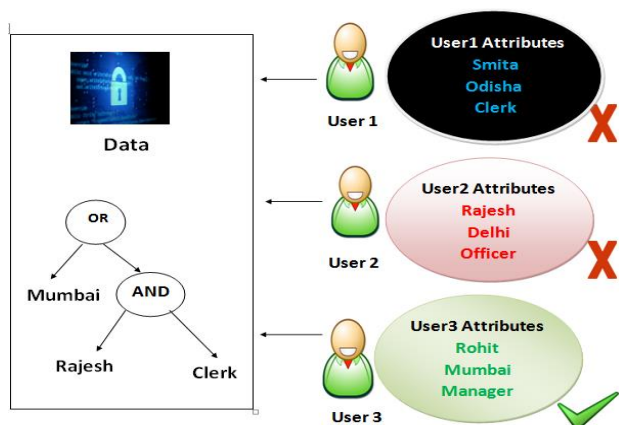 Data
OR
Mumbai
AND
Rajesh
Clerk
User1 Attributes
Smita
Odisha
Clerk
User 1
User2 Attributes
Rajesh
Delhi
Officer
User 2
User3 Attributes
Rohit
Mumbai
Manager
User 3